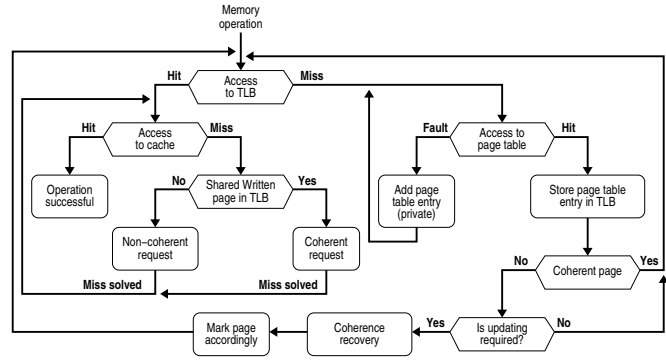 Memory
operation
Hit
Access
to TLB
Miss
Hit
Access
to cache
Miss
Fault
Access to
page table
Hit
Operation
successful
No
Shared Written
page in TLB
Yes
Add page
table entry
(private)
Store page table
entry in TLB
Non–coherent
request
Coherent
request
No
Coherent page
Yes
Miss solved
Miss solved
Mark page
accordingly
Coherence
recovery
Yes
Is updating
required?
No